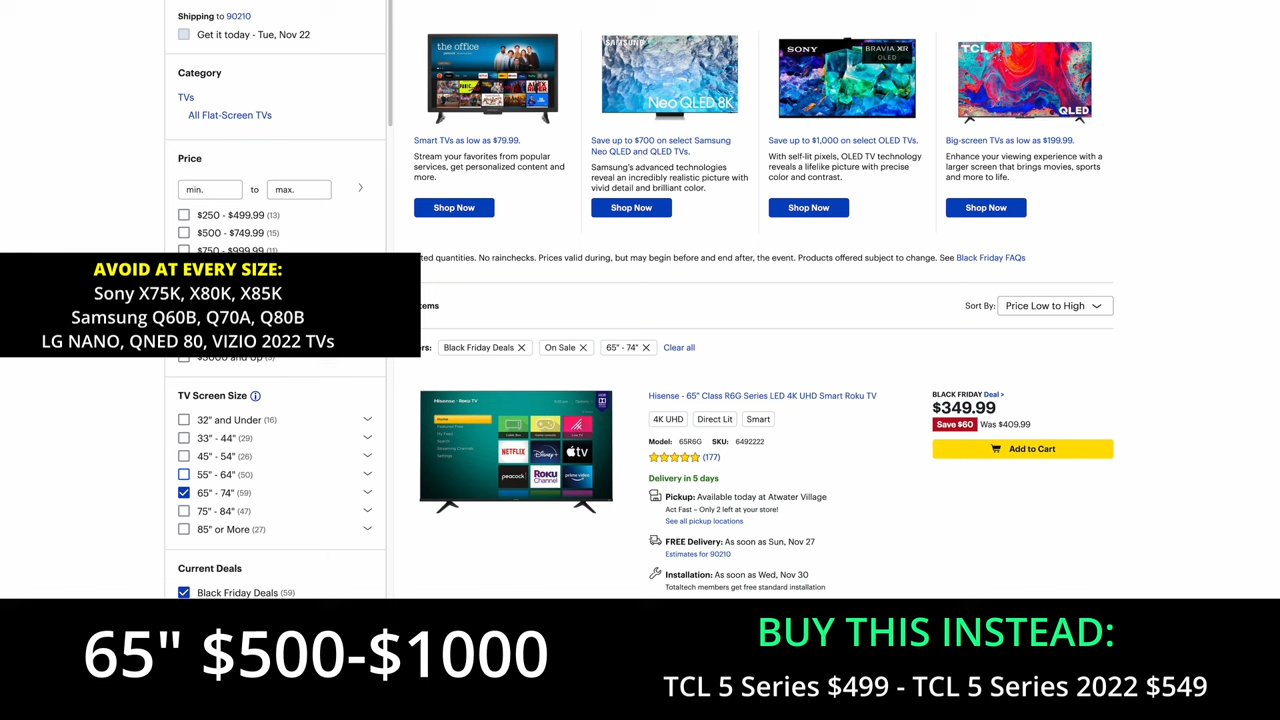 Shipping to 90210
Get it today - Tue, Nov 22
Category
TVs
All Flat-Screen TVs
Price
min. to max.
$250 - $499.99 (13)
$500 - $749.99 (15)
$750 - $999.99 (11)
the office
SAMSUNG
Neo QLED 8K
SONY
BRAVIA XR
OLED
TCL
QLED
Smart TVs as low as $79.99.
Stream your favorites from popular
services, get personalized content and
more.
Shop Now
Save up to $700 on select Samsung
Neo QLED and QLED TVs.
Samsung's advanced technologies
reveal an incredibly realistic picture with
vivid detail and brilliant color.
Shop Now
Save up to $1,000 on select OLED TVs.
With self-lit pixels, OLED TV technology
reveals a lifelike picture with precise
color and contrast.
Shop Now
Big-screen TVs as low as $199.99.
Enhance your viewing experience with a
larger screen that brings movies, sports
and more to life.
Shop Now
quantities. No rainchecks. Prices valid during, but may begin before and end after, the event. Products offered subject to change. See Black Friday FAQs
AVOID AT EVERY SIZE:
Sony X75K, X80K, X85K
Samsung Q60B, Q70A, Q80B
LG NANO, QNED 80, VIZIO 2022 TVs
Sort By: Price Low to High
Black Friday Deals On Sale 65" - 74" Clear all
TV Screen Size
32" and Under (16)
33" - 44" (29)
45" - 54" (26)
55" - 64" (50)
65" - 74" (59)
75" - 84" (47)
85" or More (27)
Current Deals
Black Friday Deals (59)
Hisense · Roku TV
Home
NETFLIX
Disney+
tv
peacock
Roku
Channel
prime video
Hisense - 65" Class R6G Series LED 4K UHD Smart Roku TV
4K UHD Direct Lit Smart
Model: 65R6G SKU: 6492222
(177)
Delivery in 5 days
Pickup: Available today at Atwater Village
Act Fast – Only 2 left at your store!
See all pickup locations
FREE Delivery: As soon as Sun, Nov 27
Estimates for 90210
Installation: As soon as Wed, Nov 30
Totaltech members get free standard installation
BLACK FRIDAY Deal >
$349.99
Save $60 Was $409.99
Add to Cart
65" $500-$1000
BUY THIS INSTEAD:
TCL 5 Series $499 - TCL 5 Series 2022 $549